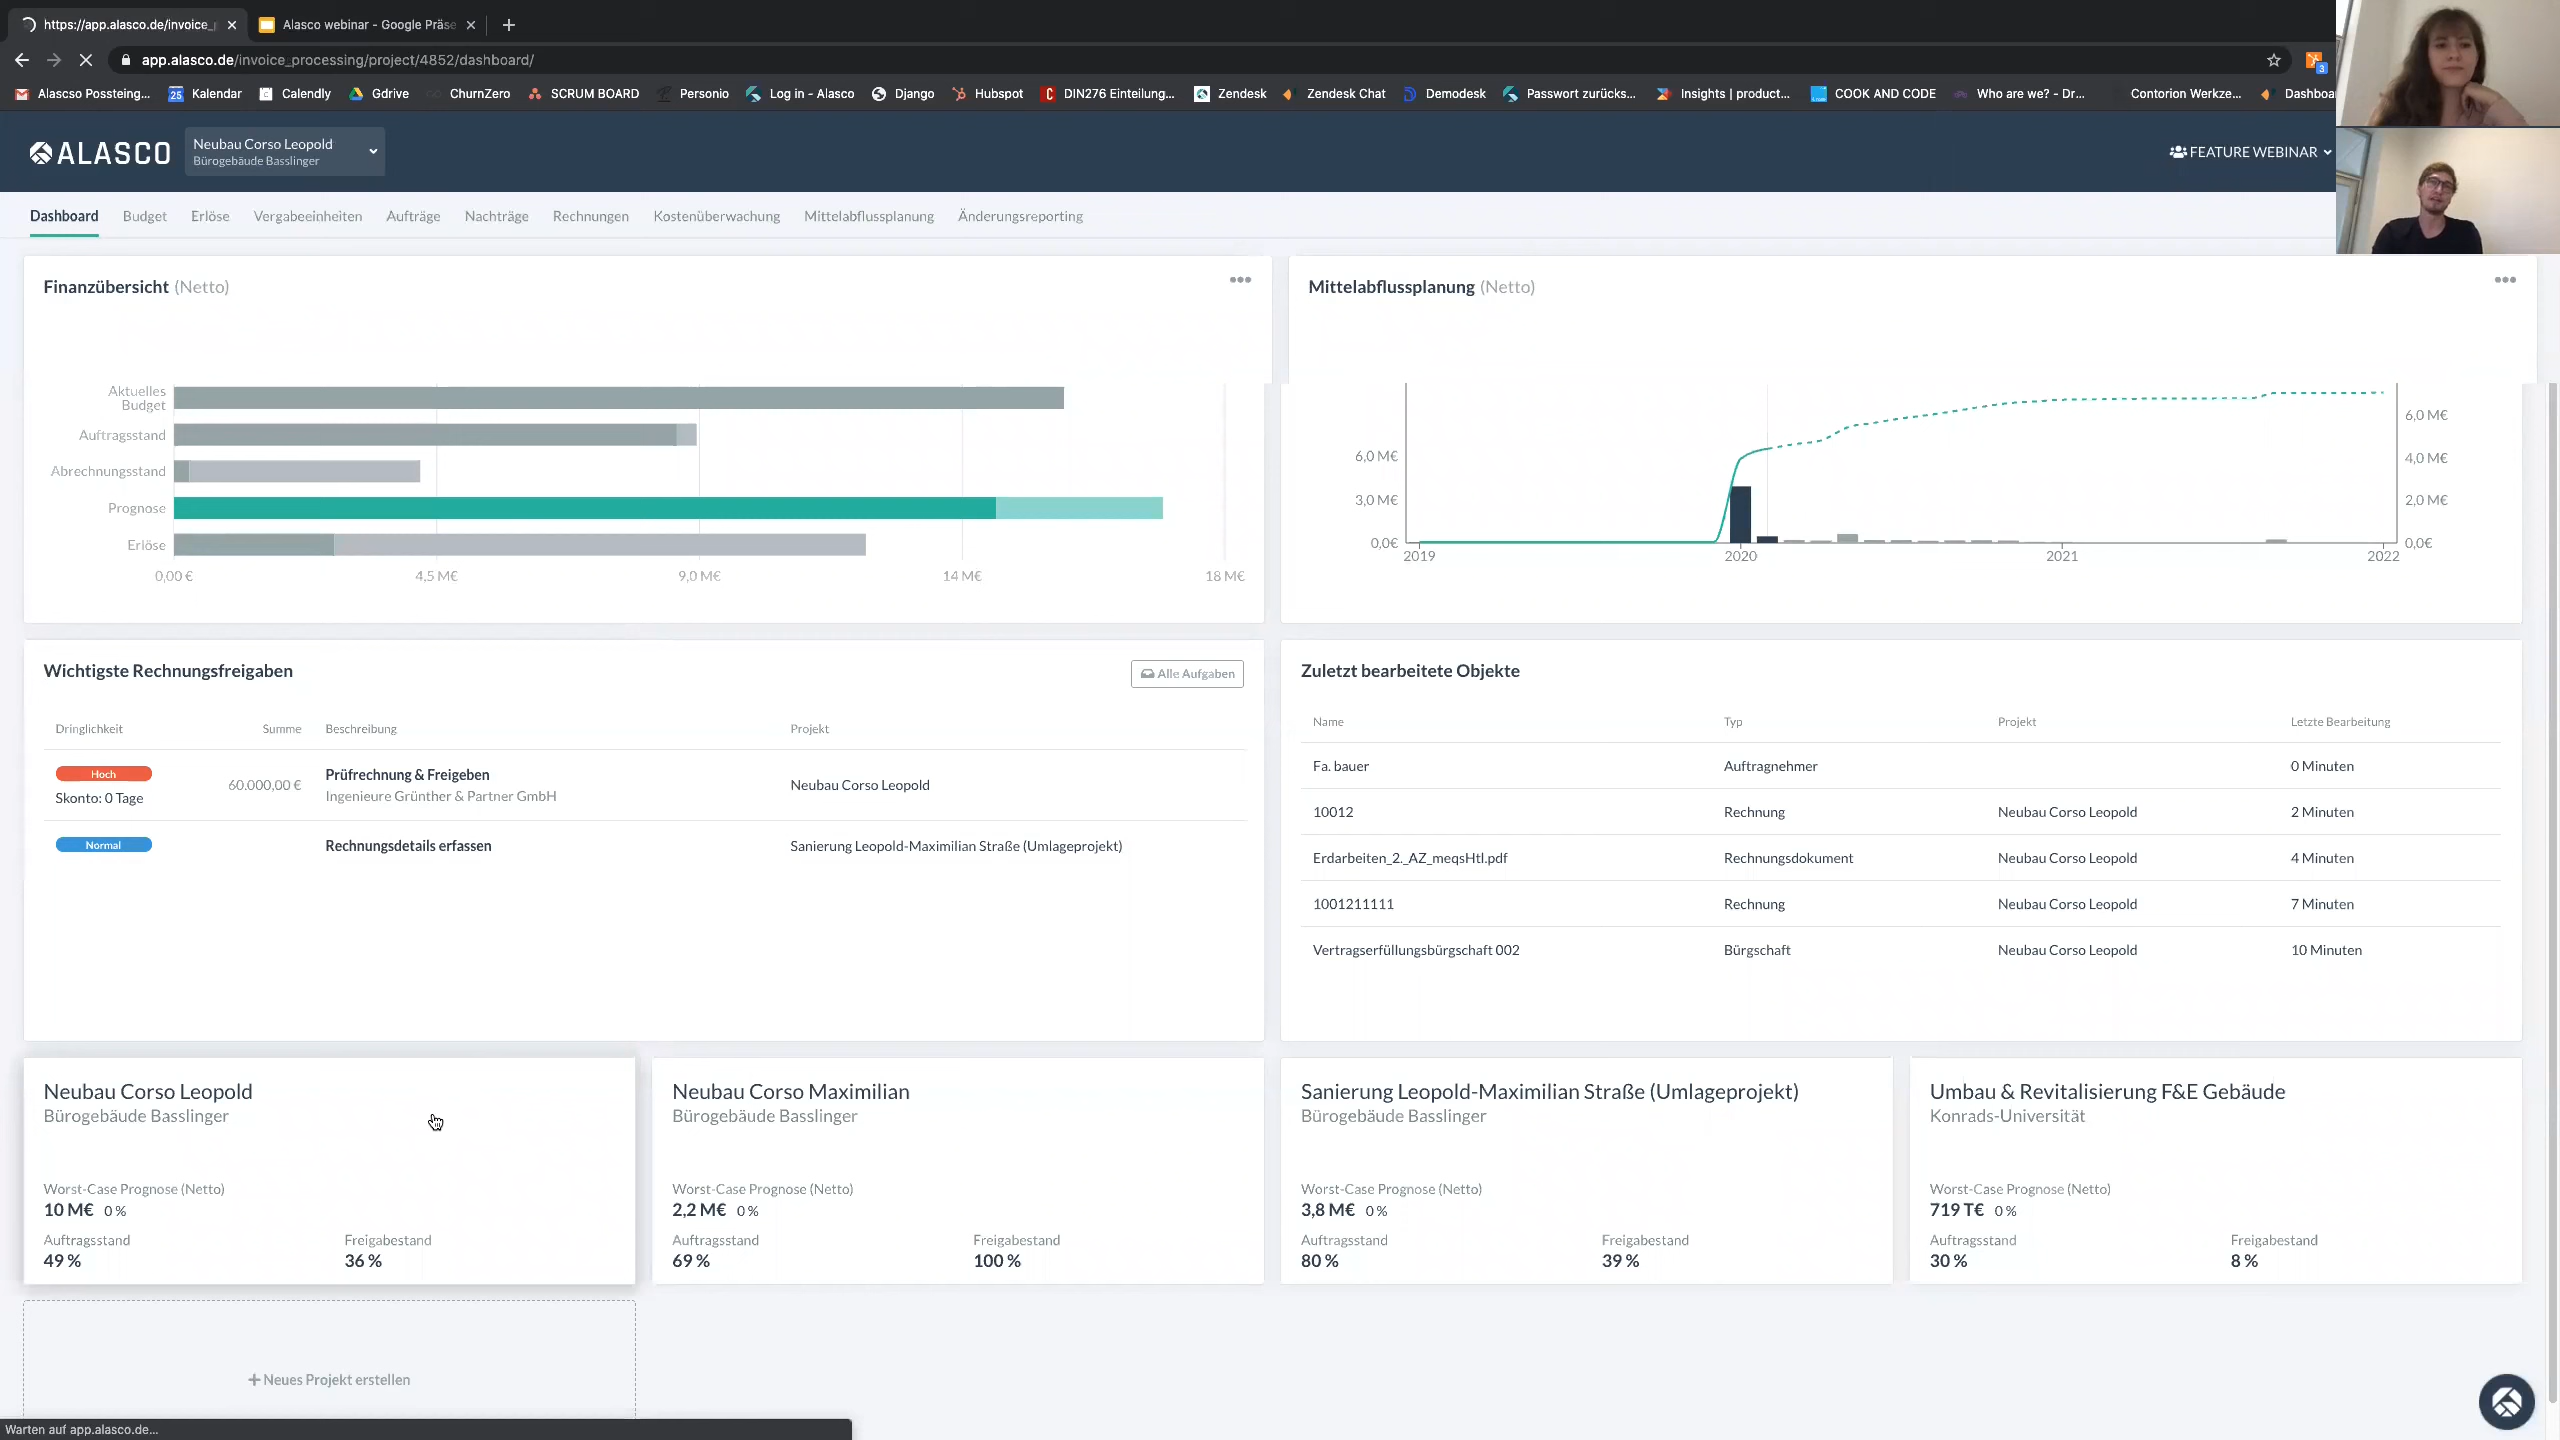 https://app.alasco.de/invoice_
Alasco webinar - Google Präse
app.alasco.de/invoice_processing/project/4852/dashboard/
Alascso Possteing...
Kalendar
Calendly
Gdrive
ChurnZero
SCRUM BOARD
Personio
Log in - Alasco
Django
Hubspot
DIN276 Einteilung...
Zendesk
Zendesk Chat
Demodesk
Passwort zurücks...
Insights | product...
COOK AND CODE
Who are we? - Dr...
Contorion Werkze...
Dashboa
ALASCO
Neubau Corso Leopold
Bürogebäude Basslinger
FEATURE WEBINAR
Dashboard
Budget
Erlöse
Vergabeeinheiten
Aufträge
Nachträge
Rechnungen
Kostenüberwachung
Mittelabflussplanung
Änderungsreporting
Finanzübersicht (Netto)
Aktuelles
Budget
Auftragsstand
Abrechnungsstand
Prognose
Erlöse
0,00 €
4,5 M€
9,0 M€
14 M€
18 M€
Mittelabflussplanung (Netto)
6,0 M€
3,0 M€
0,0€
6,0 M€
4,0 M€
2,0 M€
0,0€
2019
2020
2021
2022
Wichtigste Rechnungsfreigaben
Alle Aufgaben
Dringlichkeit
Summe
Beschreibung
Projekt
Hoch
Skonto: 0 Tage
60.000,00 €
Prüfrechnung & Freigeben
Ingenieure Grünther & Partner GmbH
Neubau Corso Leopold
Normal
Rechnungsdetails erfassen
Sanierung Leopold-Maximilian Straße (Umlageprojekt)
Zuletzt bearbeitete Objekte
Name
Typ
Projekt
Letzte Bearbeitung
Fa. bauer
Auftragnehmer
0 Minuten
10012
Rechnung
Neubau Corso Leopold
2 Minuten
Erdarbeiten_2._AZ_meqsHtl.pdf
Rechnungsdokument
Neubau Corso Leopold
4 Minuten
1001211111
Rechnung
Neubau Corso Leopold
7 Minuten
Vertragserfüllungsbürgschaft 002
Bürgschaft
Neubau Corso Leopold
10 Minuten
Neubau Corso Leopold
Bürogebäude Basslinger
Worst-Case Prognose (Netto)
10 M€ 0 %
Auftragsstand
49 %
Freigabestand
36 %
Neubau Corso Maximilian
Bürogebäude Basslinger
Worst-Case Prognose (Netto)
2,2 M€ 0 %
Auftragsstand
69 %
Freigabestand
100 %
Sanierung Leopold-Maximilian Straße (Umlageprojekt)
Bürogebäude Basslinger
Worst-Case Prognose (Netto)
3,8 M€ 0 %
Auftragsstand
80 %
Freigabestand
39 %
Umbau & Revitalisierung F&E Gebäude
Konrads-Universität
Worst-Case Prognose (Netto)
719 T€ 0 %
Auftragsstand
30 %
Freigabestand
8 %
+ Neues Projekt erstellen
Warten auf app.alasco.de...